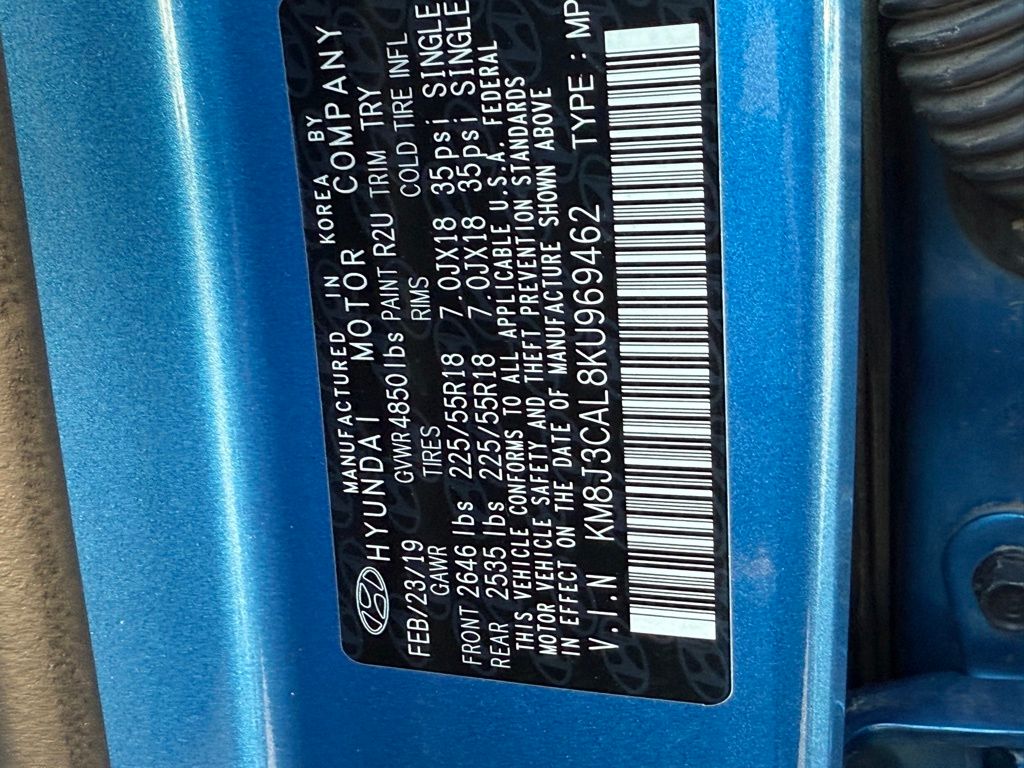 MANUFACTURED IN KOREA BY
HYUNDAI MOTOR COMPANY
FEB/23/19 GVWR 4850lbs PAINT R2U TRIM TRY
GAWR TIRES RIMS COLD TIRE INFL
FRONT 2646 lbs 225/55R18 7.0JX18 35psi SINGLE
REAR 2535 lbs 225/55R18 7.0JX18 35psi SINGLE
THIS VEHICLE CONFORMS TO ALL APPLICABLE U.S.A. FEDERAL
MOTOR VEHICLE SAFETY AND THEFT PREVENTION STANDARDS
IN EFFECT ON THE DATE OF MANUFACTURE SHOWN ABOVE
V.I.N KM8J3CAL8KU969462 TYPE : MP